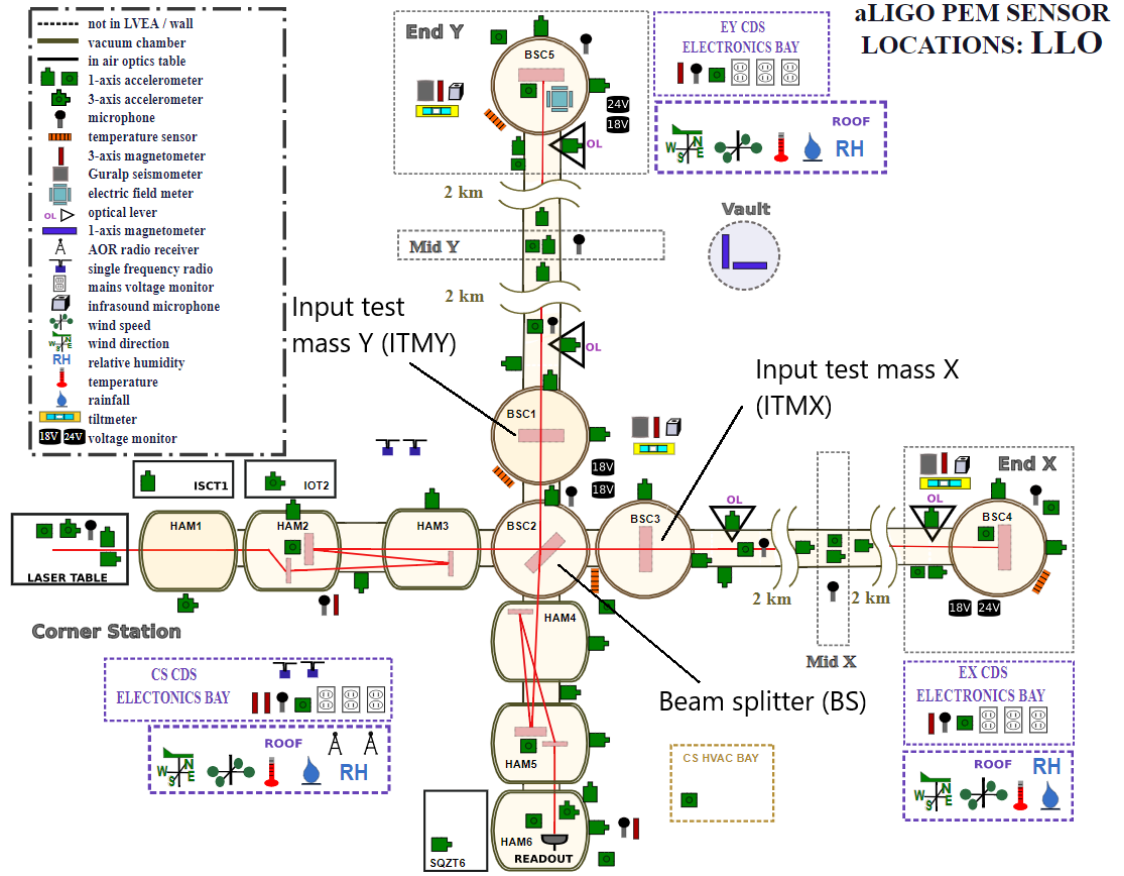 aLIGO PEM SENSOR
LOCATIONS: LLO
not in LVEA / wall
vacuum chamber
in air optics table
1-axis accelerometer
3-axis accelerometer
microphone
temperature sensor
3-axis magnetometer
Guralp seismometer
electric field meter
OL optical lever
1-axis magnetometer
AOR radio receiver
single frequency radio
mains voltage monitor
infrasound microphone
wind speed
W S N E wind direction
RH relative humidity
temperature
rainfall
tiltmeter
18V 24V voltage monitor
End Y
BSC5
24V
18V
OL
EY CDS
ELECTRONICS BAY
ROOF
W S N E
RH
2 km
2 km
Mid Y
Vault
2 km
2 km
Input test
mass Y (ITMY)
OL
Input test mass X
(ITMX)
BSC1
18V
18V
ISCT1
IOT2
LASER TABLE
HAM1
HAM2
HAM3
BSC2
BSC3
OL
2 km
2 km
Mid X
End X
OL
BSC4
18V
24V
Corner Station
HAM4
Beam splitter (BS)
CS CDS
ELECTONICS BAY
ROOF
W S N E
RH
HAM5
HAM6
READOUT
SQZT6
CS HVAC BAY
EX CDS
ELECTRONICS BAY
ROOF
W S N E
RH